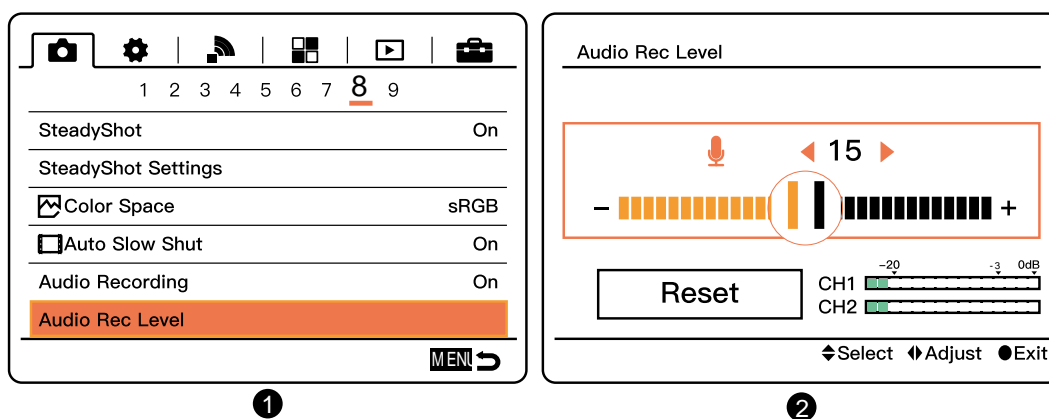 1 2 3 4 5 6 7 8 9
SteadyShot On
SteadyShot Settings
Color Space sRGB
Auto Slow Shut On
Audio Recording On
Audio Rec Level
MENU
1
Audio Rec Level
15
- +
Reset
-20 -3 0dB
CH1
CH2
Select Adjust Exit
2